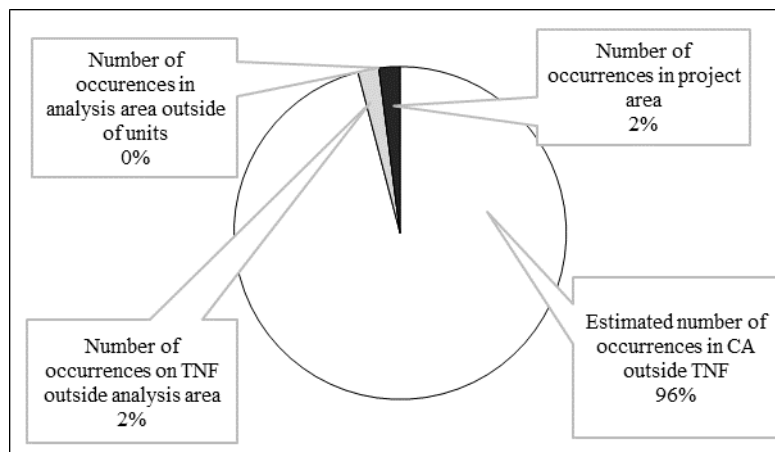 Number of
occurences in
analysis area outside
of units
0%
Number of
occurrences in project
area
2%
Number of
occurrences on TNF
outside analysis area
2%
Estimated number of
occurrences in CA
outside TNF
96%